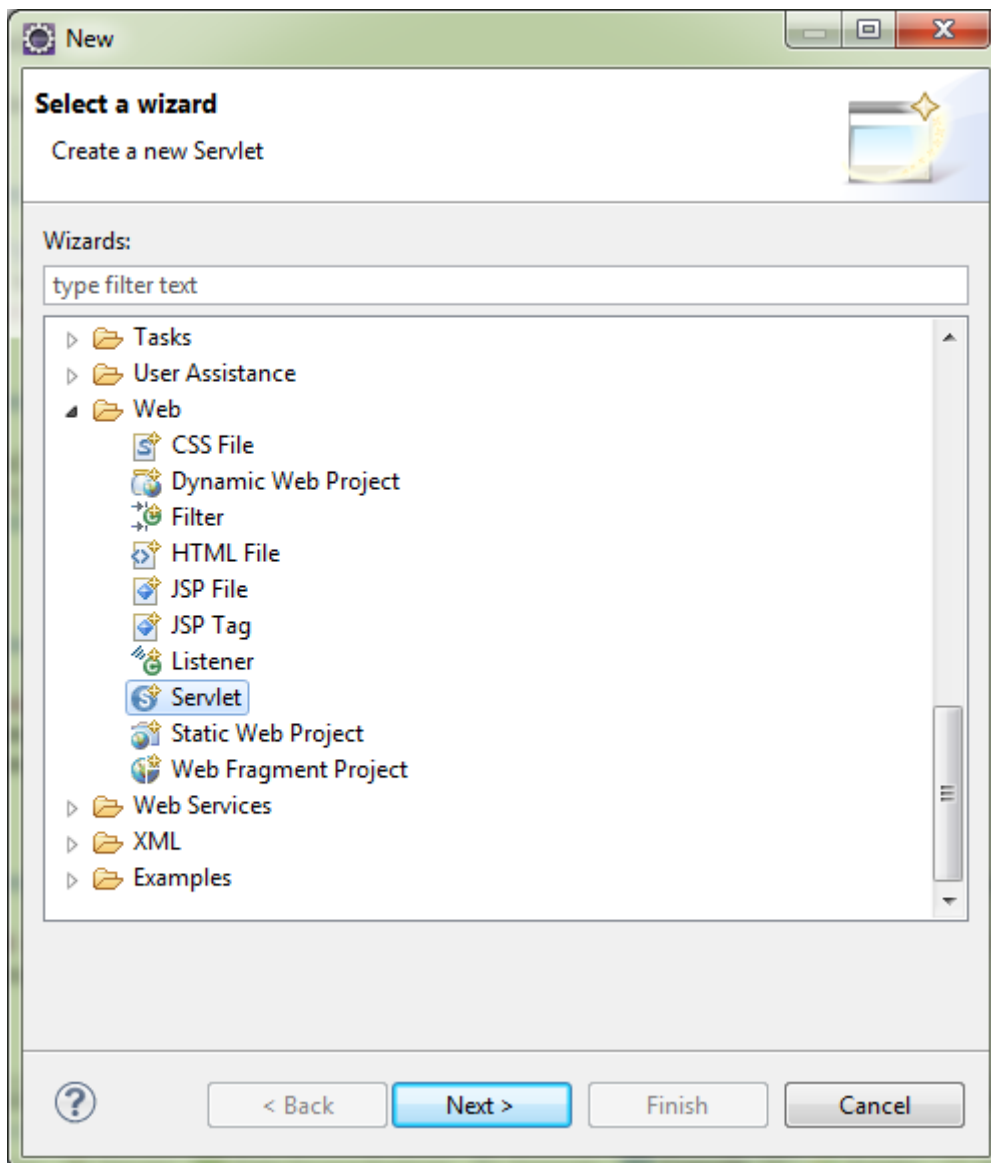 New
Select a wizard
Create a new Servlet
Wizards:
type filter text
Tasks
User Assistance
Web
CSS File
Dynamic Web Project
Filter
HTML File
JSP File
JSP Tag
Listener
Servlet
Static Web Project
Web Fragment Project
Web Services
XML
Examples
< Back Next > Finish Cancel